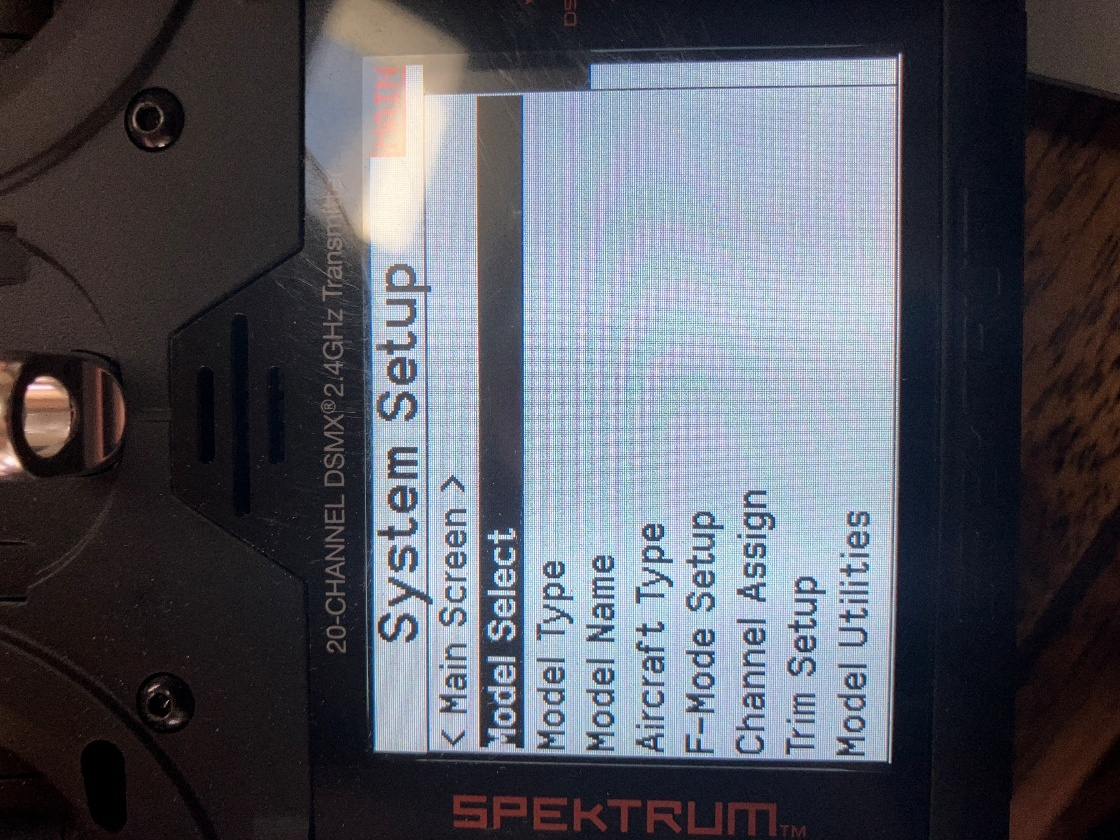 20-CHANNEL DSMX® 2.4GHz Transmitter
System Setup MAIN
< Main Screen >
Model Select
Model Type
Model Name
Aircraft Type
F-Mode Setup
Channel Assign
Trim Setup
Model Utilities
SPEKTRUM™